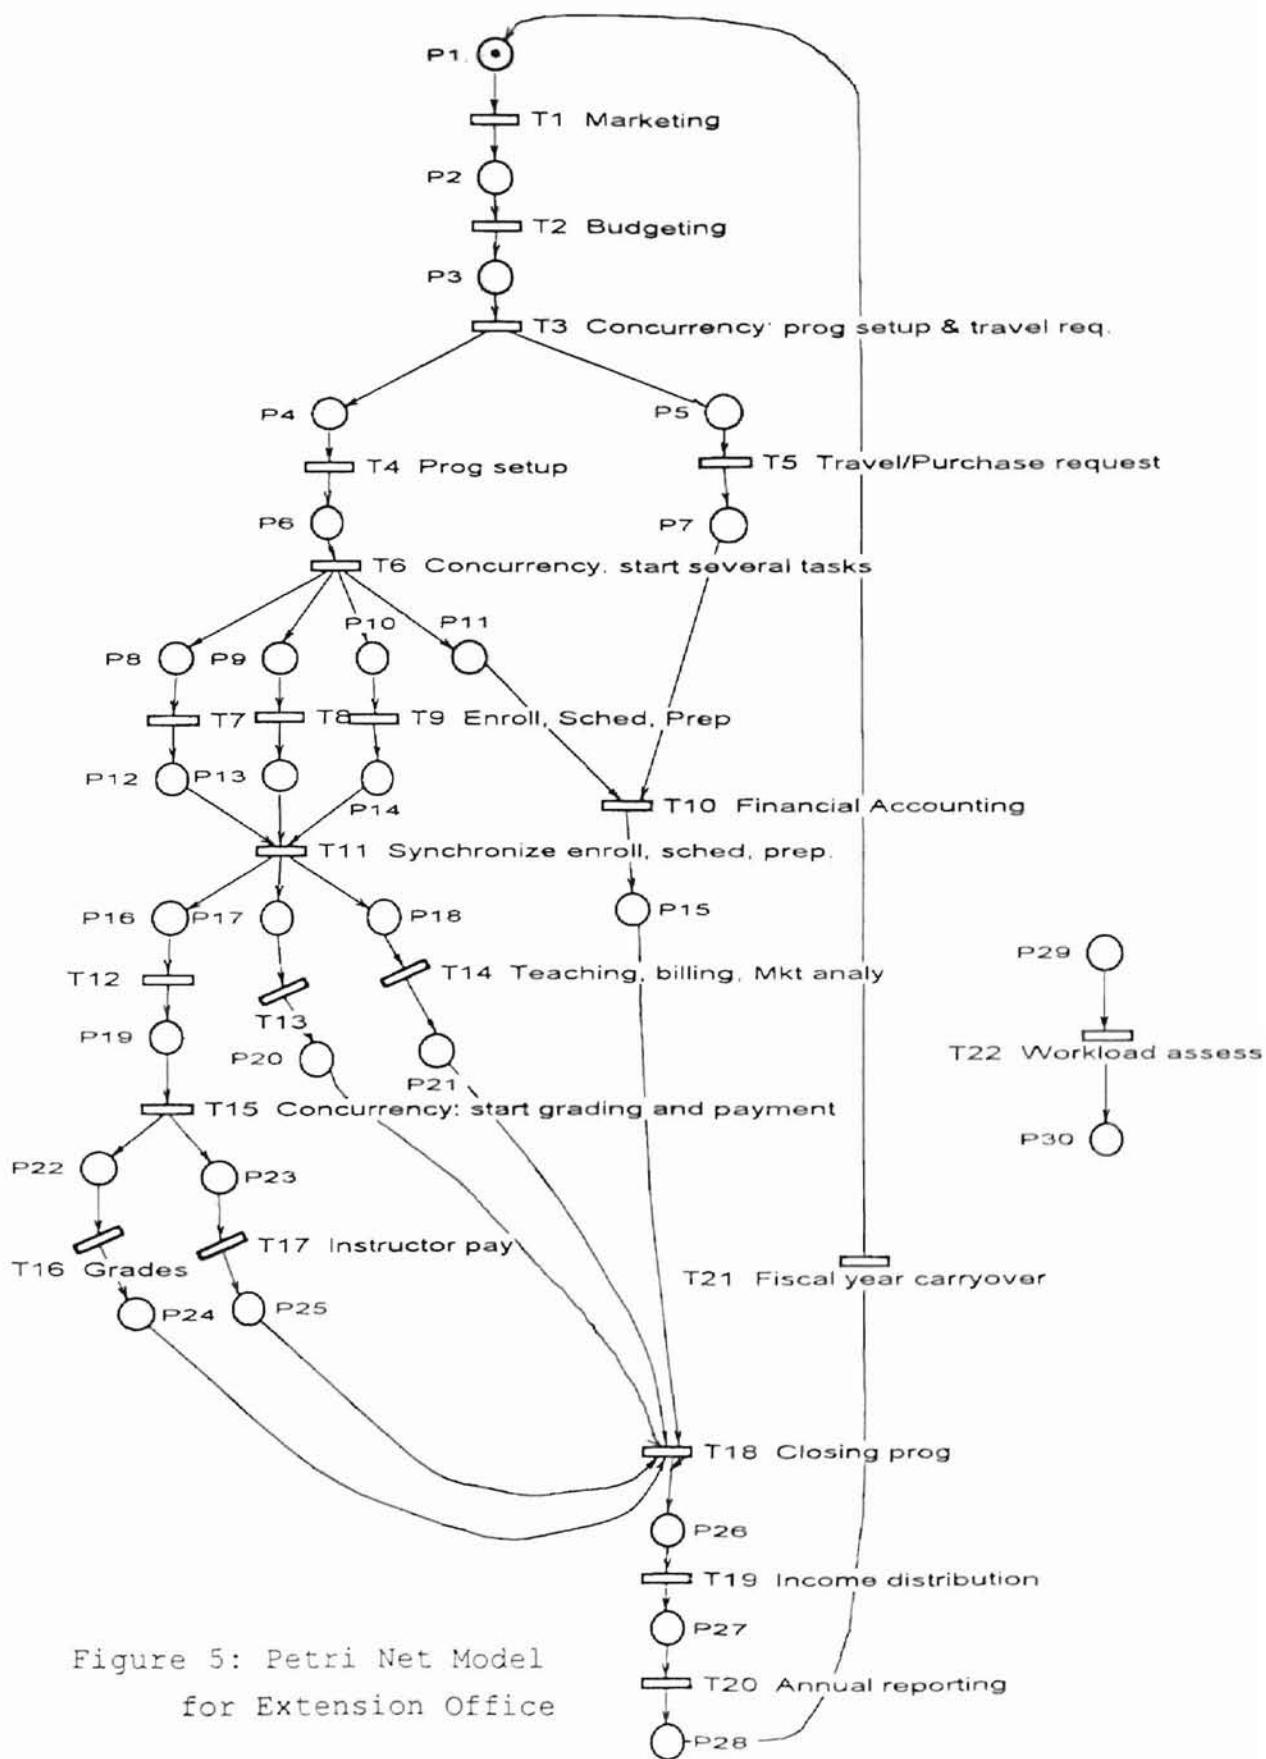 P1.
T1 Marketing
P2
T2 Budgeting
P3
T3 Concurrency: prog setup & travel req.
P4
P5
T4 Prog setup
T5 Travel/Purchase request
P6
P7
T6 Concurrency. start several tasks
P8
P9
P10
P11
T7
T8
T9 Enroll, Sched, Prep
P12
P13
P14
T10 Financial Accounting
T11 Synchronize enroll, sched, prep.
P16
P17
P18
P15
T12
T13
T14 Teaching, billing, Mkt analy
P29
P19
P20
P21
T22 Workload assess
T15 Concurrency: start grading and payment
P30
P22
P23
T16 Grades
T17 Instructor pay
T21 Fiscal year carryover
P24
P25
T18 Closing prog
P26
T19 Income distribution
P27
T20 Annual reporting
P28
Figure 5: Petri Net Model
for Extension Office